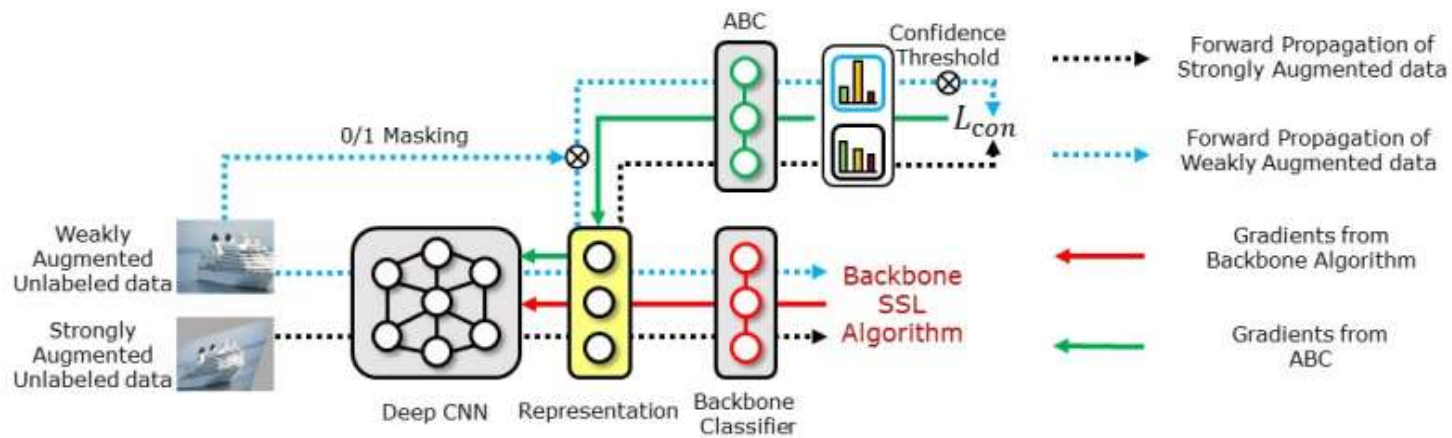 ABC
Confidence
Threshold
Forward Propagation of
Strongly Augmented data
0/1 Masking
L_con
Forward Propagation of
Weakly Augmented data
Weakly
Augmented
Unlabeled data
Backbone
SSL
Algorithm
Gradients from
Backbone Algorithm
Strongly
Augmented
Unlabeled data
Gradients from
ABC
Deep CNN
Representation
Backbone
Classifier